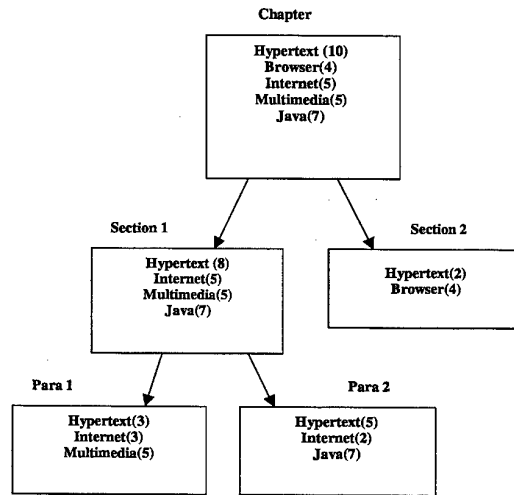 Chapter
Hypertext (10)
Browser(4)
Internet(5)
Multimedia(5)
Java(7)
Section 1
Section 2
Hypertext (8)
Internet(5)
Multimedia(5)
Java(7)
Hypertext(2)
Browser(4)
Para 1
Para 2
Hypertext(3)
Internet(3)
Multimedia(5)
Hypertext(5)
Internet(2)
Java(7)